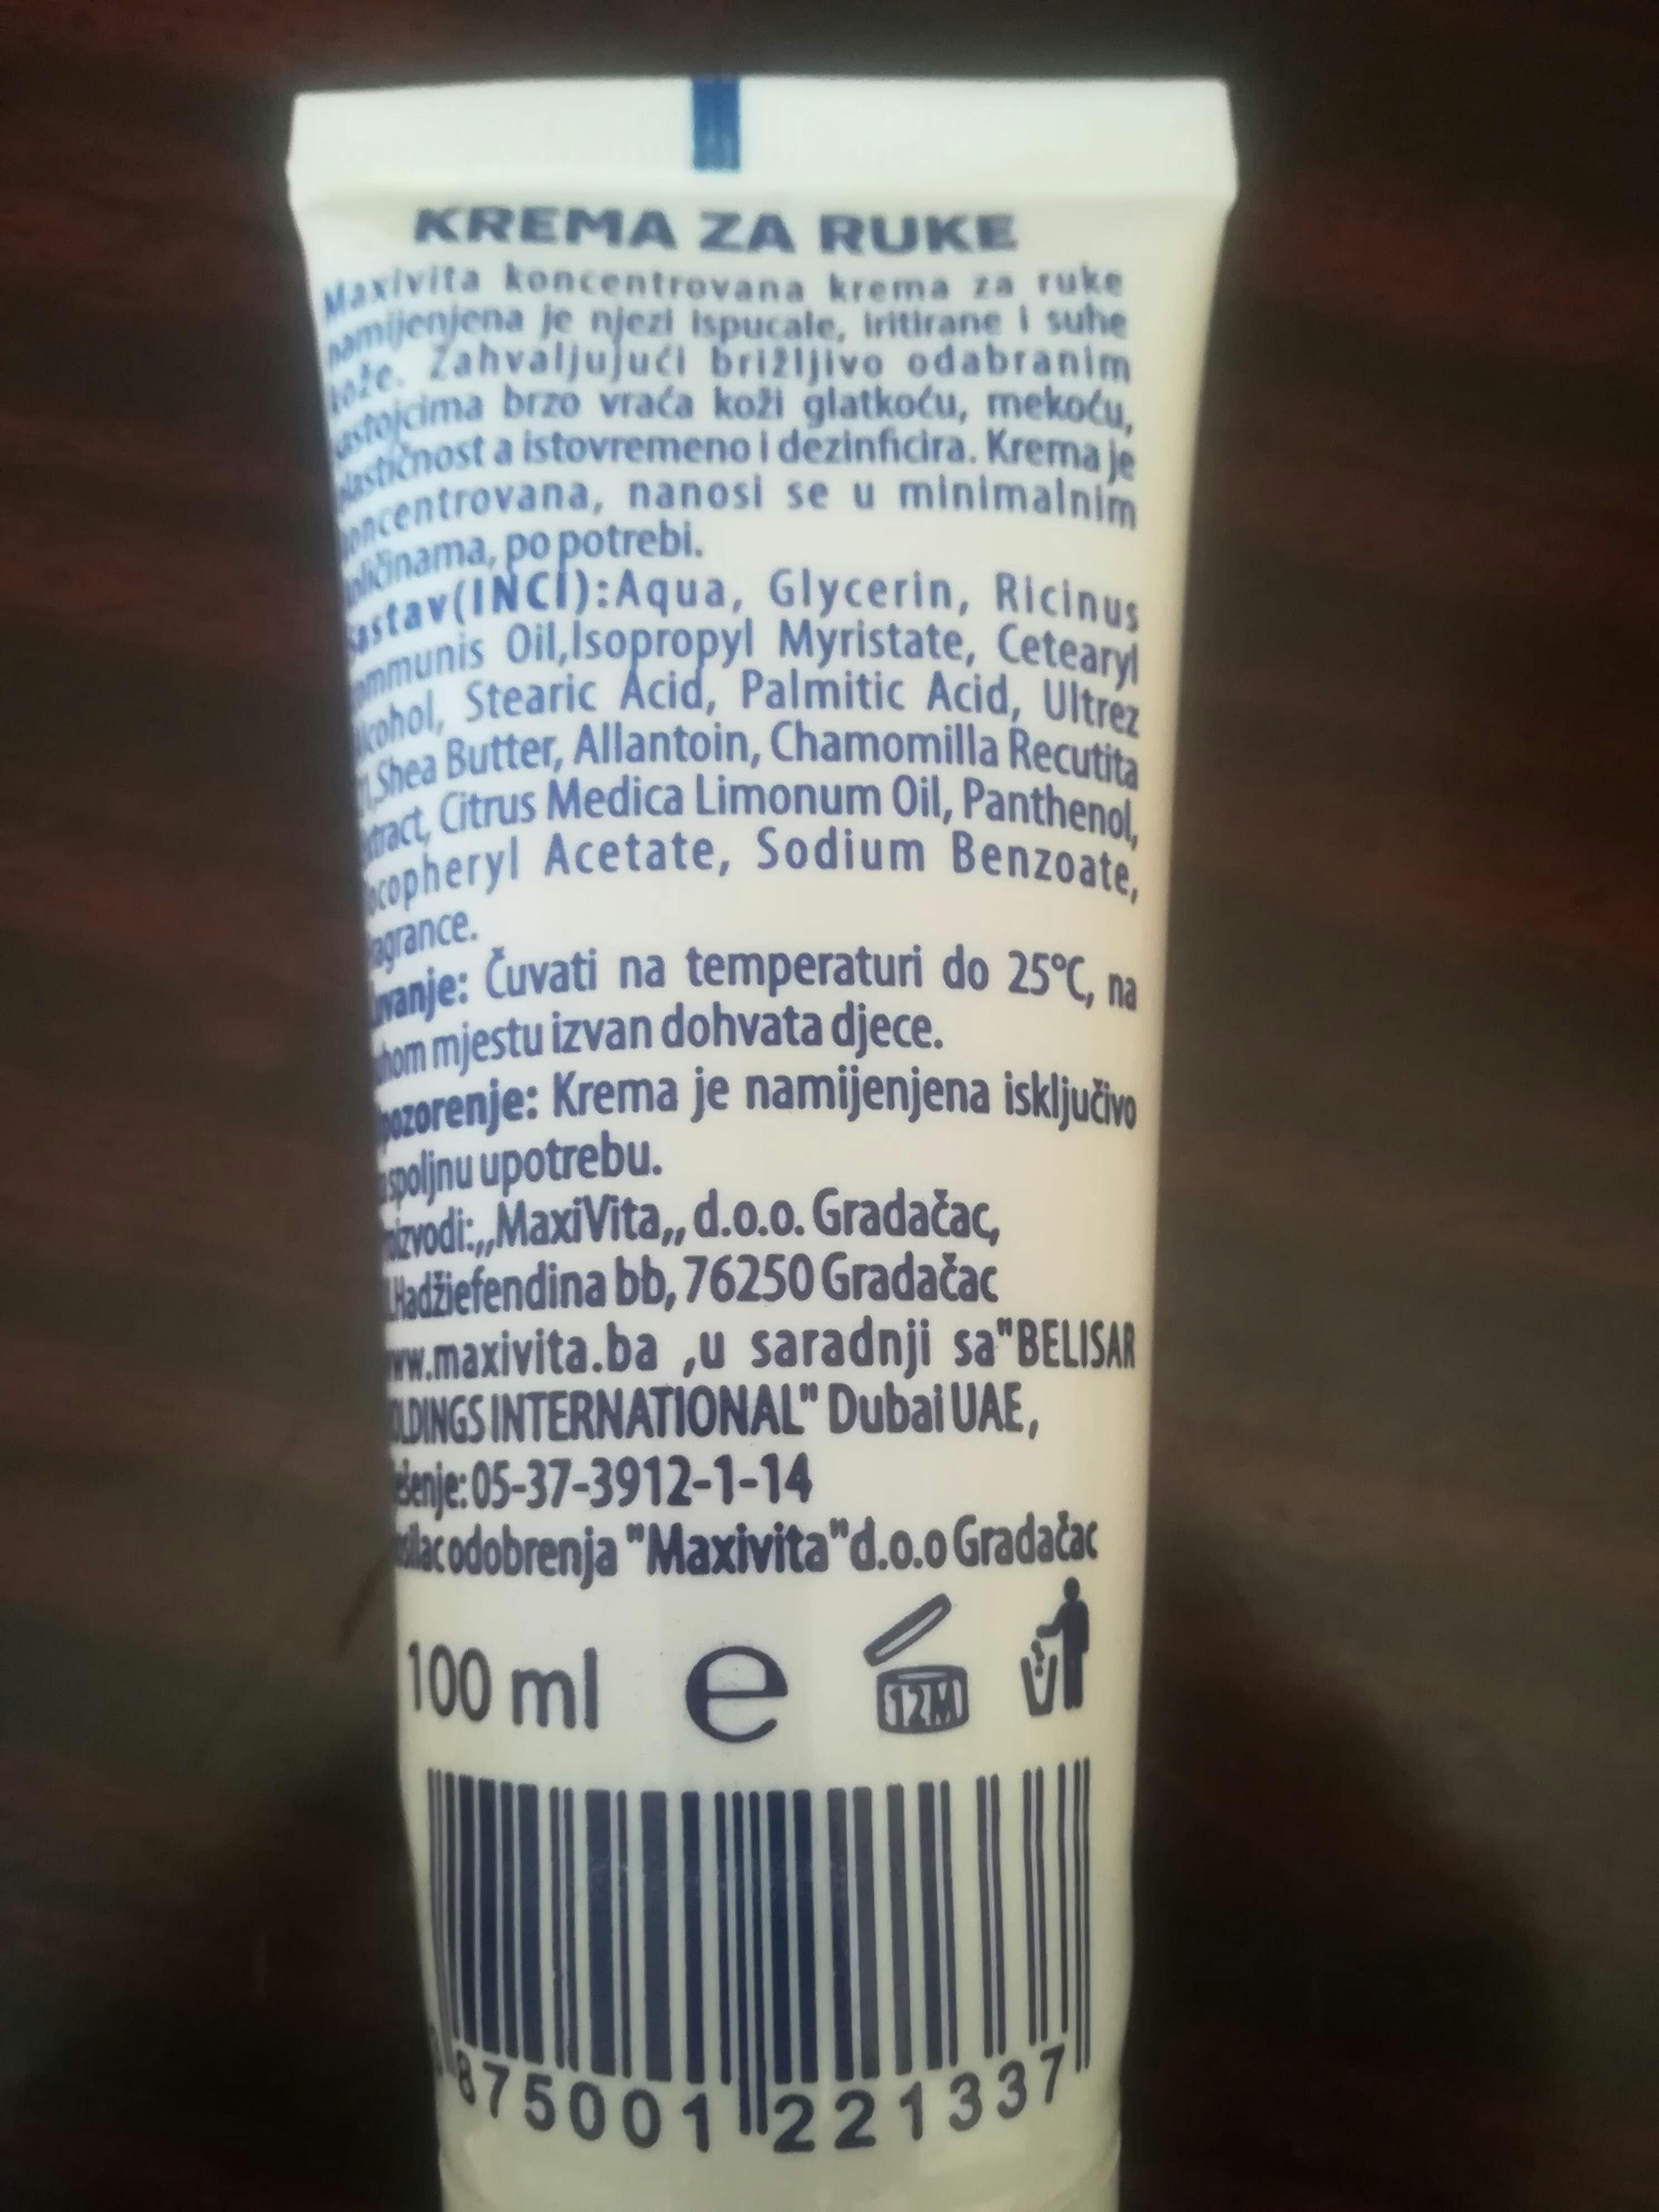 KREMA ZA RUKE
Maxivita koncentrovana krema za ruke
namijenjena je njezi ispucale, iritirane i suhe
kože. Zahvaljujući brižljivo odabranim
sastojcima brzo vraća koži glatkoću, mekoću,
elastičnost a istovremeno i dezinficira. Krema je
koncentrovana, nanosi se u minimalnim
količinama, po potrebi.
Sastav(INCI):Aqua, Glycerin, Ricinus
Communis Oil,Isopropyl Myristate, Cetearyl
Alcohol, Stearic Acid, Palmitic Acid, Ultrez
Shea Butter, Allantoin, Chamomilla Recutita
Extract, Citrus Medica Limonum Oil, Panthenol,
Tocopheryl Acetate, Sodium Benzoate,
Fragrance.
Čuvanje: Čuvati na temperaturi do 25°C, na
suhom mjestu izvan dohvata djece.
Upozorenje: Krema je namijenjena isključivo
za spoljnu upotrebu.
Proizvodi:,,MaxiVita,, d.o.o. Gradačac,
Hadžiefendina bb, 76250 Gradačac
www.maxivita.ba ,u saradnji sa"BELISAR
HOLDINGS INTERNATIONAL" Dubai UAE,
Rješenje:05-37-3912-1-14
Nosilac odobrenja "Maxivita"d.o.o Gradačac
100 ml e 12M
875001 221337